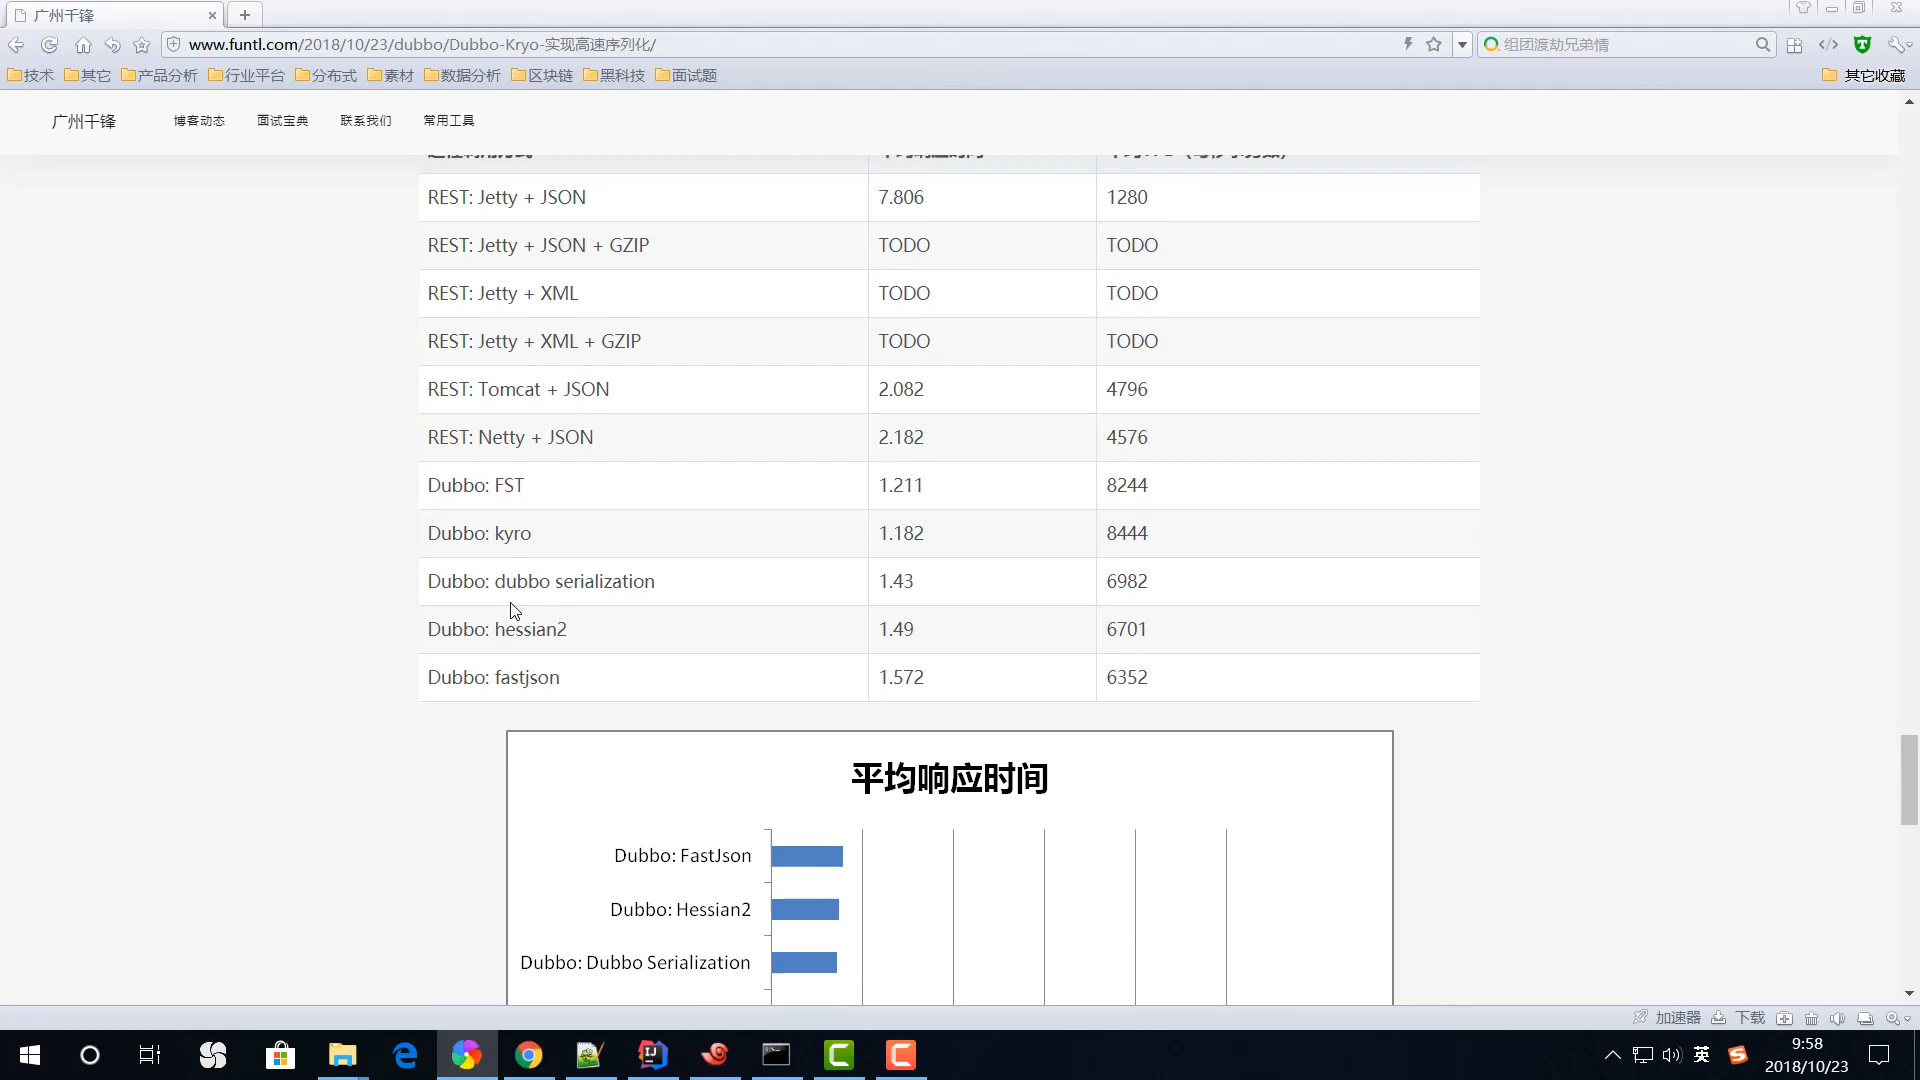 广州千锋
www.funtl.com/2018/10/23/dubbo/Dubbo-Kryo-实现高速序列化/
组团渡劫兄弟情
技术 其它 产品分析 行业平台 分布式 素材 数据分析 区块链 黑科技 面试题 其它收藏
广州千锋 博客动态 面试宝典 联系我们 常用工具
REST: Jetty + JSON 7.806 1280
REST: Jetty + JSON + GZIP TODO TODO
REST: Jetty + XML TODO TODO
REST: Jetty + XML + GZIP TODO TODO
REST: Tomcat + JSON 2.082 4796
REST: Netty + JSON 2.182 4576
Dubbo: FST 1.211 8244
Dubbo: kyro 1.182 8444
Dubbo: dubbo serialization 1.43 6982
Dubbo: hessian2 1.49 6701
Dubbo: fastjson 1.572 6352
平均响应时间
Dubbo: FastJson
Dubbo: Hessian2
Dubbo: Dubbo Serialization
加速器 下载
英
9:58
2018/10/23